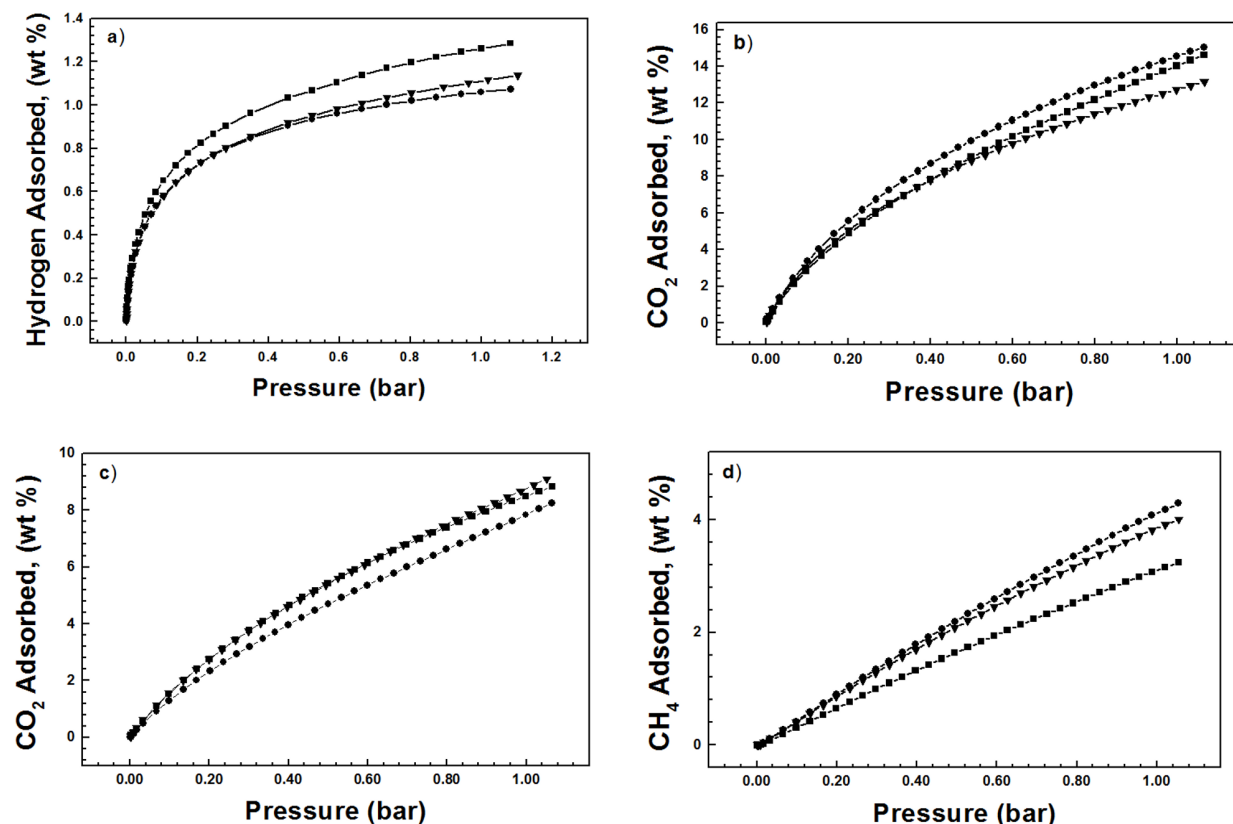 a)
Hydrogen Adsorbed, (wt %)
1.4
1.2
1.0
0.8
0.6
0.4
0.2
0.0
0.0 0.2 0.4 0.6 0.8 1.0 1.2
Pressure (bar)
b)
CO2 Adsorbed, (wt %)
16
14
12
10
8
6
4
2
0
0.00 0.20 0.40 0.60 0.80 1.00
Pressure (bar)
c)
CO2 Adsorbed, (wt %)
10
8
6
4
2
0
0.00 0.20 0.40 0.60 0.80 1.00
Pressure (bar)
d)
CH4 Adsorbed, (wt %)
4
2
0
0.00 0.20 0.40 0.60 0.80 1.00
Pressure (bar)